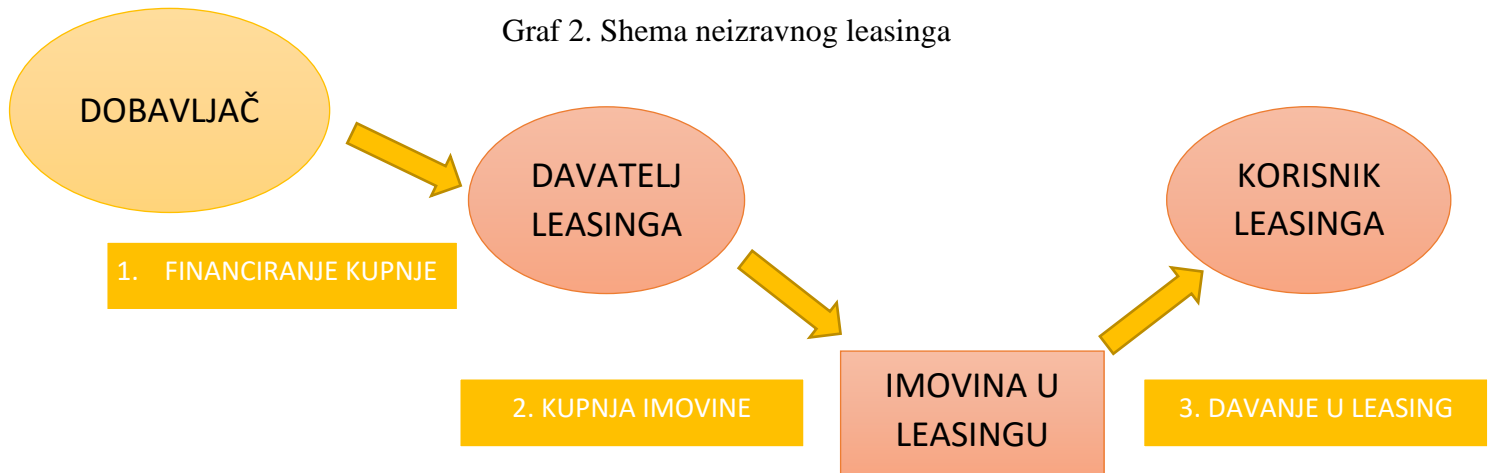 Graf 2. Shema neizravnog leasinga
DOBAVLJAČ
DAVATELJ
LEASINGA
KORISNIK
LEASINGA
1. FINANCIRANJE KUPNJE
2. KUPNJA IMOVINE
IMOVINA U
LEASINGU
3. DAVANJE U LEASING